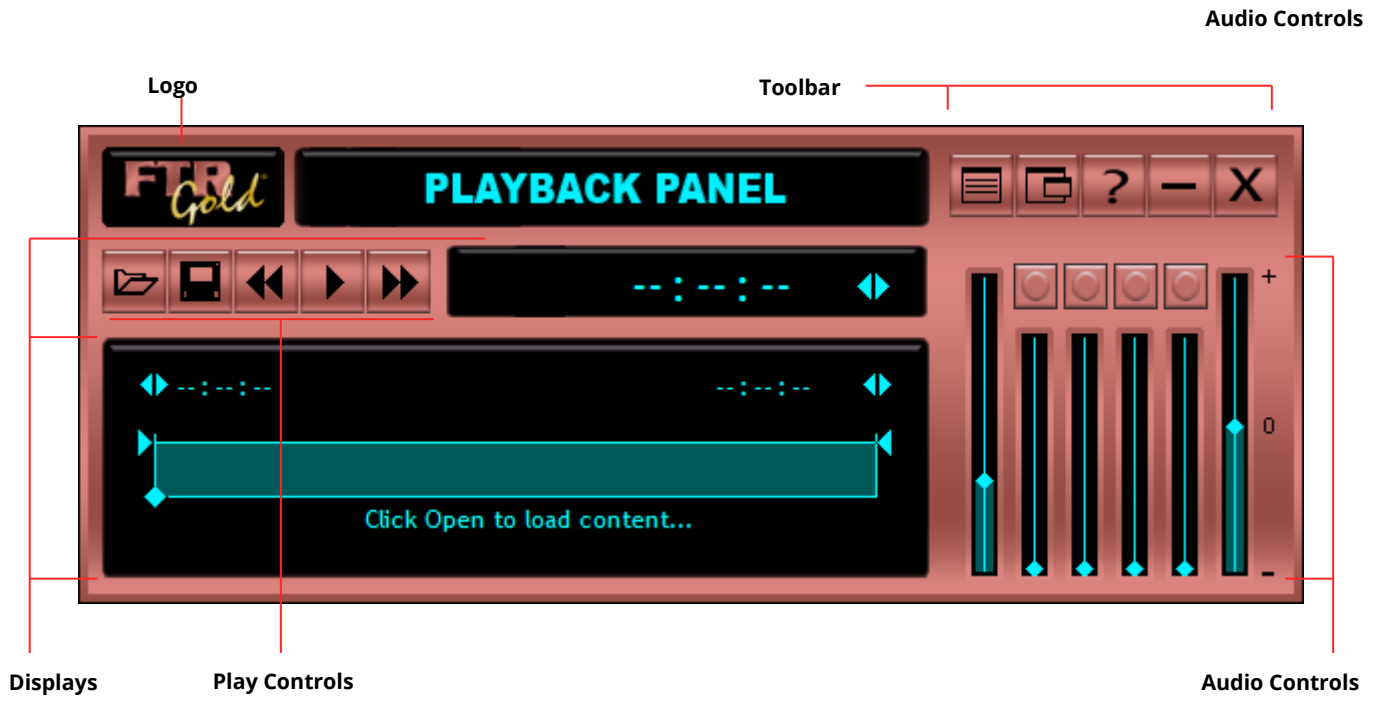 Audio Controls
Logo
Toolbar
FTR
Gold
PLAYBACK PANEL
?
X
--:--:--
+
--:--:-- --:--:--
0
Click Open to load content...
-
Displays
Play Controls
Audio Controls